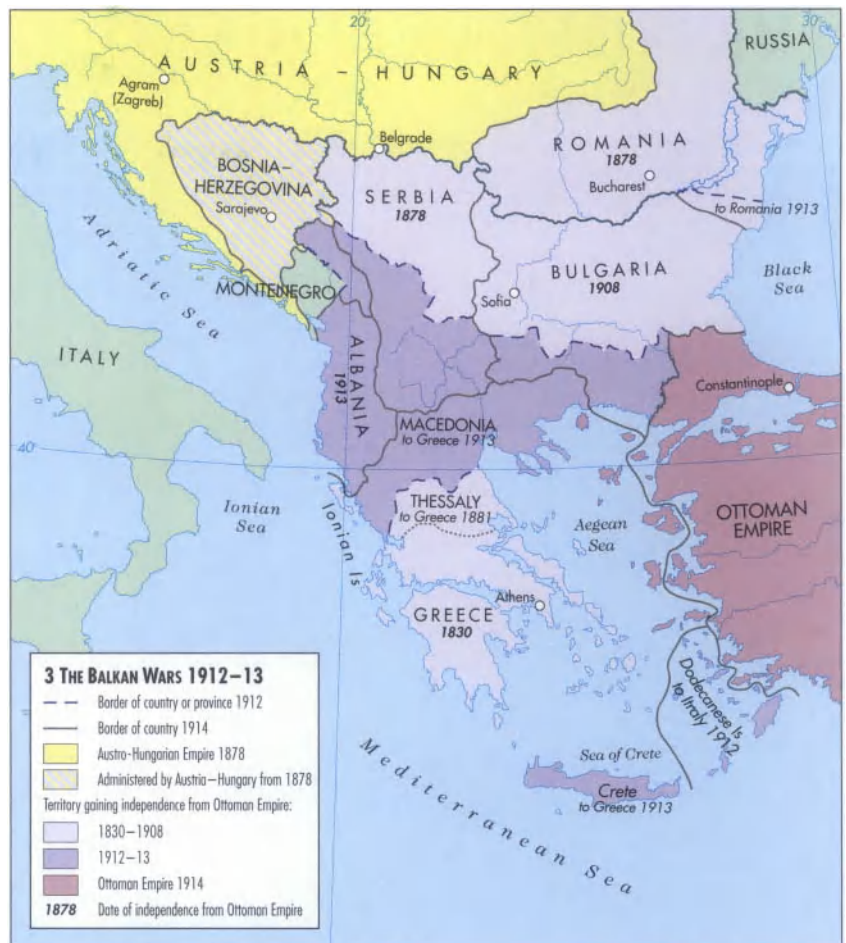 20°
30°
RUSSIA
AUSTRIA – HUNGARY
Agram
(Zagreb)
Belgrade
ROMANIA
1878
Bucharest
BOSNIA–
HERZEGOVINA
Sarajevo
SERBIA
1878
to Romania 1913
Adriatic Sea
BULGARIA
1908
Black
Sea
MONTENEGRO
Sofia
ITALY
ALBANIA
1913
Constantinople
MACEDONIA
to Greece 1913
40°
Ionian
Sea
Ionian Is
THESSALY
to Greece 1881
Aegean
Sea
OTTOMAN
EMPIRE
Athens
GREECE
1830
Dodecanese Is
to Itraly 1912
Sea of Crete
Crete
to Greece 1913
Mediterranean Sea
3 THE BALKAN WARS 1912–13
Border of country or province 1912
Border of country 1914
Austro-Hungarian Empire 1878
Administered by Austria–Hungary from 1878
Territory gaining independence from Ottoman Empire:
1830–1908
1912–13
Ottoman Empire 1914
1878 Date of independence from Ottoman Empire